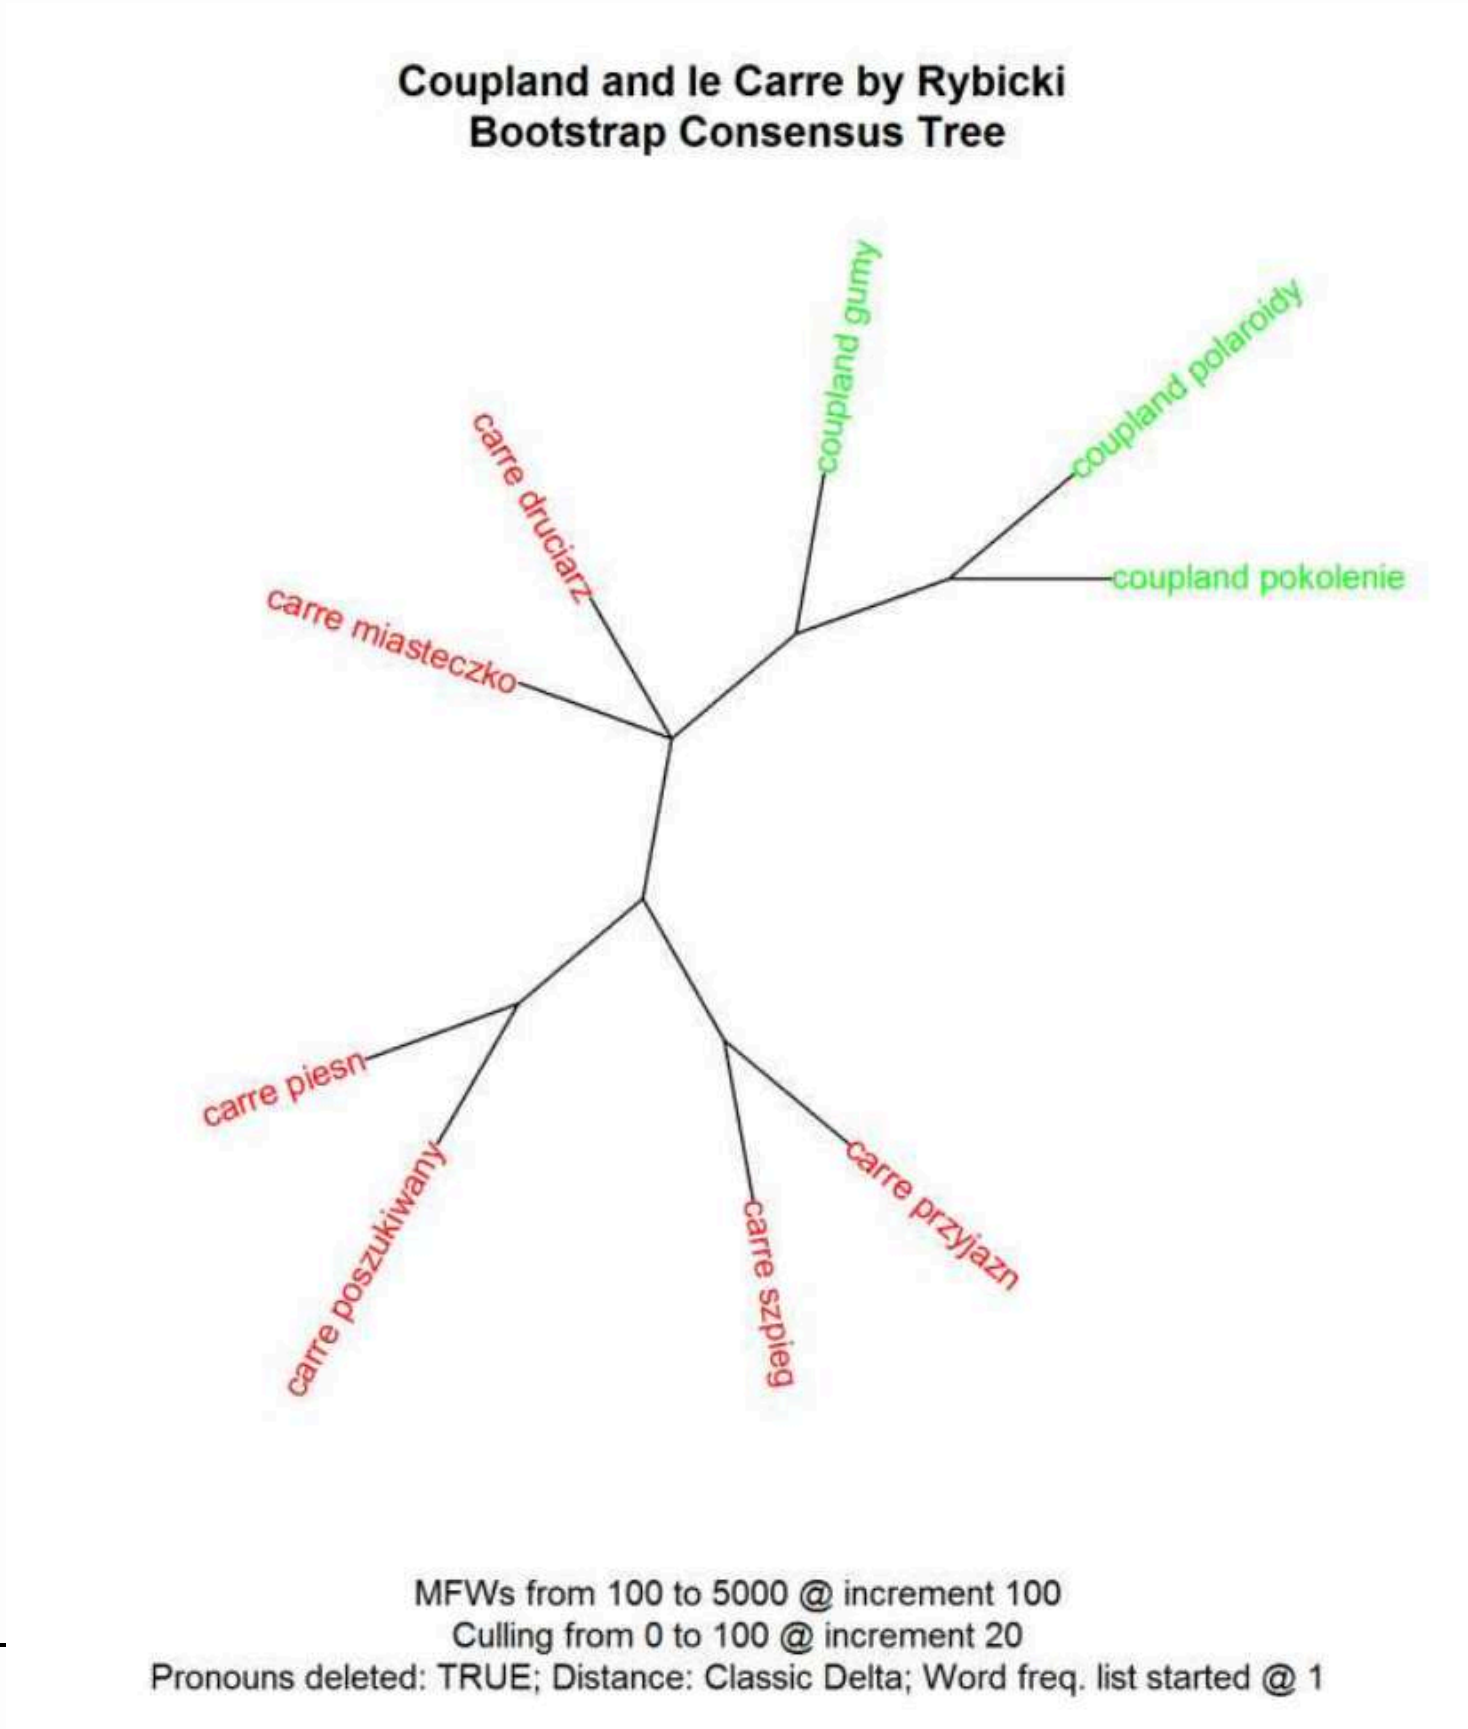 Coupland and le Carre by Rybicki
Bootstrap Consensus Tree
coupland gumy
coupland polaroidy
carre druciarz
coupland pokolenie
carre miasteczko
carre piesn
carre poszukiwany
carre przyjazn
carre szpieg
MFWs from 100 to 5000 @ increment 100
Culling from 0 to 100 @ increment 20
Pronouns deleted: TRUE; Distance: Classic Delta; Word freq. list started @ 1